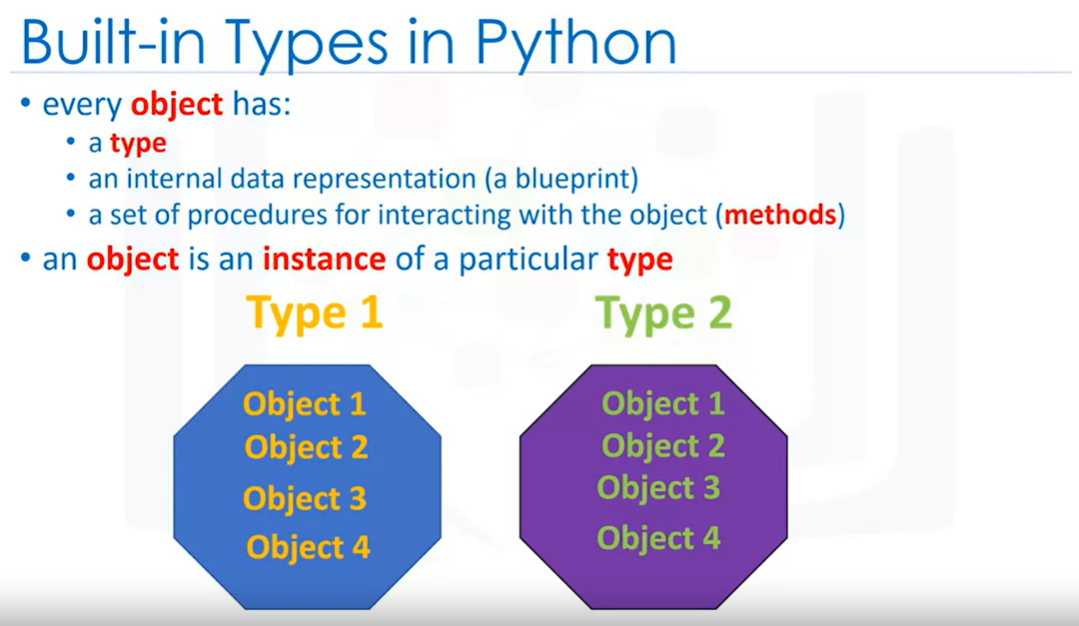 Built-in Types in Python
• every object has:
• a type
• an internal data representation (a blueprint)
• a set of procedures for interacting with the object (methods)
• an object is an instance of a particular type
Type 1
Object 1
Object 2
Object 3
Object 4
Type 2
Object 1
Object 2
Object 3
Object 4